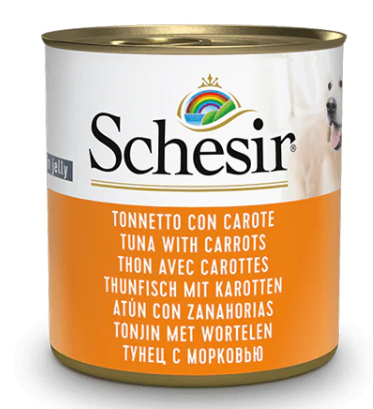 Schesir®
jelly
TONNETTO CON CAROTE
TUNA WITH CARROTS
THON AVEC CAROTTES
THUNFISCH MIT KAROTTEN
ATÚN CON ZANAHORIAS
TONIJN MET WORTELEN
ТУНЕЦ С МОРКОВЬЮ